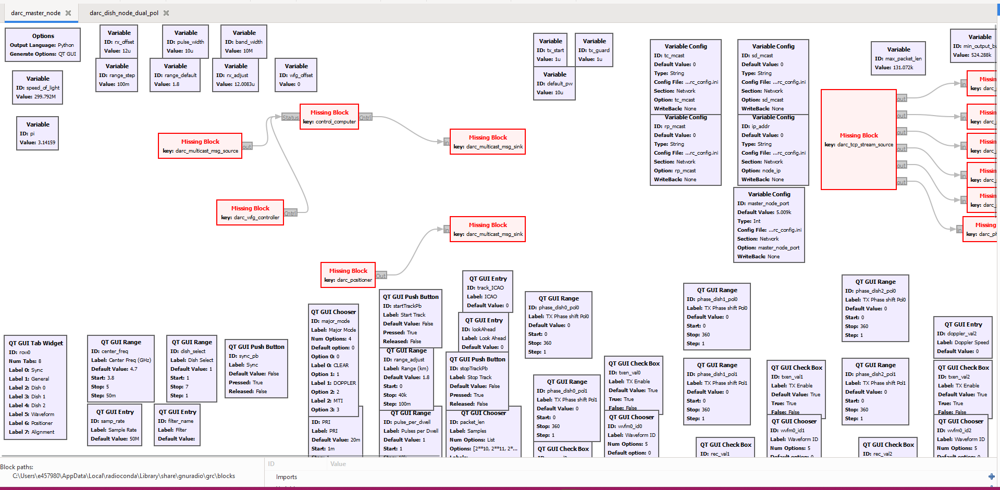 darc_master_node
darc_dish_node_dual_pol
Options
Output Language: Python
Generate Options: QT GUI
Variable
ID: rx_offset
Value: 12u
Variable
ID: pulse_width
Value: 10u
Variable
ID: band_width
Value: 10M
Variable
ID: range_step
Value: 100m
Variable
ID: range_default
Value: 1.8
Variable
ID: rx_adjust
Value: 12.0083u
Variable
ID: wfg_offset
Value: 0
Variable
ID: speed_of_light
Value: 299.792M
Variable
ID: pi
Value: 3.14159
Variable
ID: tx_start
Value: 1u
Variable
ID: tx_guard
Value: 1u
Variable
ID: default_pw
Value: 10u
Variable Config
ID: tc_mcast
Default Value: 0
Type: String
Config File: ...rc_config.ini
Section: Network
Option: tc_mcast
WriteBack: None
Variable Config
ID: sd_mcast
Default Value: 0
Type: String
Config File: ...rc_config.ini
Section: Network
Option: sd_mcast
WriteBack: None
Variable Config
ID: rp_mcast
Default Value: 0
Type: String
Config File: ...rc_config.ini
Section: Network
Option: rp_mcast
WriteBack: None
Variable Config
ID: ip_addr
Default Value: 0
Type: String
Config File: ...rc_config.ini
Section: Network
Option: node_ip
WriteBack: None
Variable Config
ID: master_node_port
Default Value: 5.009k
Type: Int
Config File: ...rc_config.ini
Section: Network
Option: master_node_port
WriteBack: None
Variable
ID: max_packet_len
Value: 131.072k
Variable
ID: min_output_bu
Value: 524.288k
Missing Block
key: darc_multicast_msg_source
out
Status
Missing Block
key: control_computer
Cntrl
in
Missing Block
key: darc_multicast_msg_sink
Missing Block
key: darc_wfg_controller
Cntrl
in
Missing Block
key: darc_multicast_msg_sink
Missing Block
key: darc_positioner
Out
Missing Block
key: darc_tcp_stream_source
out
out
out
out
out
out
in
Missin
key: darc_
in
Missin
key: darc_
in
Missin
key: darc_
in
Missin
key: darc_
in
Missin
key: darc_
in
Missing
key: darc_ph
QT GUI Tab Widget
ID: row0
Num Tabs: 8
Label 0: Sync
Label 1: General
Label 2: Dish 0
Label 3: Dish 1
Label 4: Dish 2
Label 5: Waveform
Label 6: Positioner
Label 7: Alignment
QT GUI Range
ID: center_freq
Label: Center Freq (GHz)
Default Value: 4.7
Start: 3.8
Stop: 5
Step: 50m
QT GUI Range
ID: dish_select
Label: Dish Select
Default Value: 1
Start: 1
Stop: 7
Step: 1
QT GUI Push Button
ID: sync_pb
Label: Sync
Default Value: False
Pressed: True
Released: False
QT GUI Entry
ID: samp_rate
Label: Sample Rate
Default Value: 50M
QT GUI Entry
ID: filter_name
Label: Filter
Default Value:
QT GUI Chooser
ID: major_mode
Label: Major Mode
Num Options: 4
Default option: 0
Option 0: 0
Label 0: CLEAR
Option 1: 1
Label 1: DOPPLER
Option 2: 2
Label 2: MTI
Option 3: 3
ID: PRI
Label: PRI
Default Value: 20m
Start: 1m
QT GUI Push Button
ID: startTrackPb
Label: Start Track
Default Value: False
Pressed: True
Released: False
QT GUI Range
ID: range_adjust
Label: Range (km)
Default Value: 1.8
Start: 0
Stop: 40k
Step: 100m
QT GUI Range
ID: pulse_per_dwell
Label: Pulses per Dwell
Default Value: 1
Start: 1
QT GUI Entry
ID: track_ICAO
Label: ICAO
Default Value: 0
QT GUI Entry
ID: lookAhead
Label: Look Ahead
Default Value: 0
QT GUI Push Button
ID: stopTrackPb
Label: Stop Track
Default Value: False
Pressed: True
Released: False
QT GUI Chooser
ID: packet_len
Label: Samples
Num Options: List
Options: [2**10, 2**11, 2*...
QT GUI Range
ID: phase_dish0_pol0
Label: TX Phase shift Pol0
Default Value: 0
Start: 0
Stop: 360
Step: 1
QT GUI Range
ID: phase_dish0_pol1
Label: TX Phase shift Pol1
Default Value: 0
Start: 0
Stop: 360
Step: 1
QT GUI Check Box
QT GUI Check Box
ID: txen_val0
Label: TX Enable
Default Value: True
True: True
False: False
QT GUI Chooser
ID: wvfm0_id0
Label: Waveform ID
Num Options: 5
Default option: 0
QT GUI Range
ID: phase_dish1_pol0
Label: TX Phase shift Pol0
Default Value: 0
Start: 0
Stop: 360
Step: 1
QT GUI Range
ID: phase_dish1_pol1
Label: TX Phase shift Pol1
Default Value: 0
Start: 0
Stop: 360
Step: 1
QT GUI Check Box
ID: rec_val1
QT GUI Check Box
ID: txen_val1
Label: TX Enable
Default Value: True
True: True
False: False
QT GUI Chooser
ID: wvfm0_id1
Label: Waveform ID
Num Options: 5
Default option: 0
QT GUI Range
ID: phase_dish2_pol0
Label: TX Phase shift Pol0
Default Value: 0
Start: 0
Stop: 360
Step: 1
QT GUI Range
ID: phase_dish2_pol1
Label: TX Phase shift Pol1
Default Value: 0
Start: 0
Stop: 360
Step: 1
QT GUI Check Box
ID: rec_val2
QT GUI Entry
ID: doppler_val2
Label: Doppler Speed
Default Value: 0
QT GUI Check Box
ID: txen_val2
Label: TX Enable
Default Value: True
True: True
False: False
QT GUI Chooser
ID: wvfm0_id2
Label: Waveform ID
Num Options: 5
Default option: 0
Block paths:
C:\Users\e457980\AppData\Local\radioconda\Library\share\gnuradio\grc\blocks
ID
Value
Imports